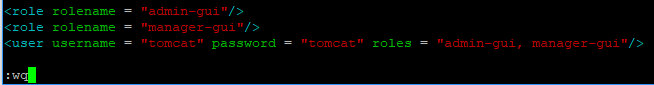 <role rolename = "admin-gui"/>
<role rolename = "manager-gui"/>
<user username = "tomcat" password = "tomcat" roles = "admin-gui, manager-gui"/>
:wq